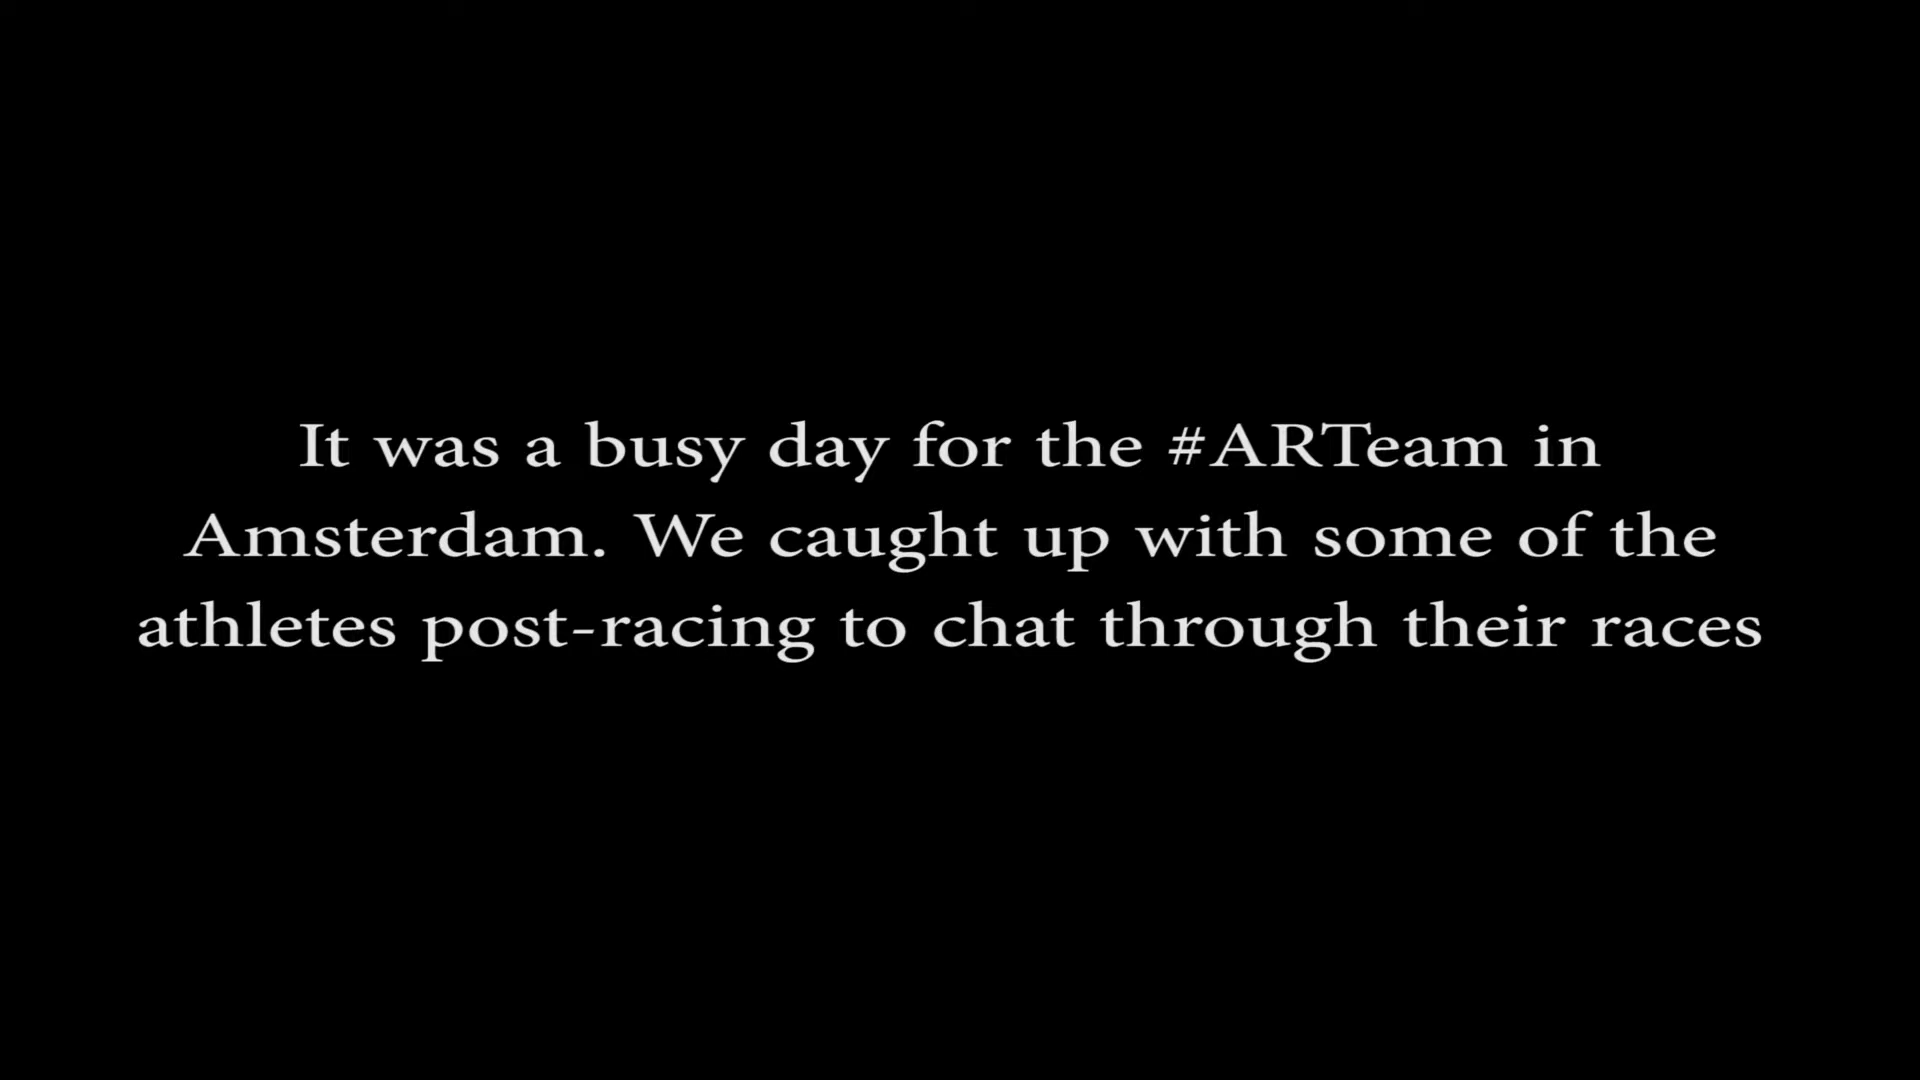 It was a busy day for the #ARTeam in
Amsterdam. We caught up with some of the
athletes post-racing to chat through their races